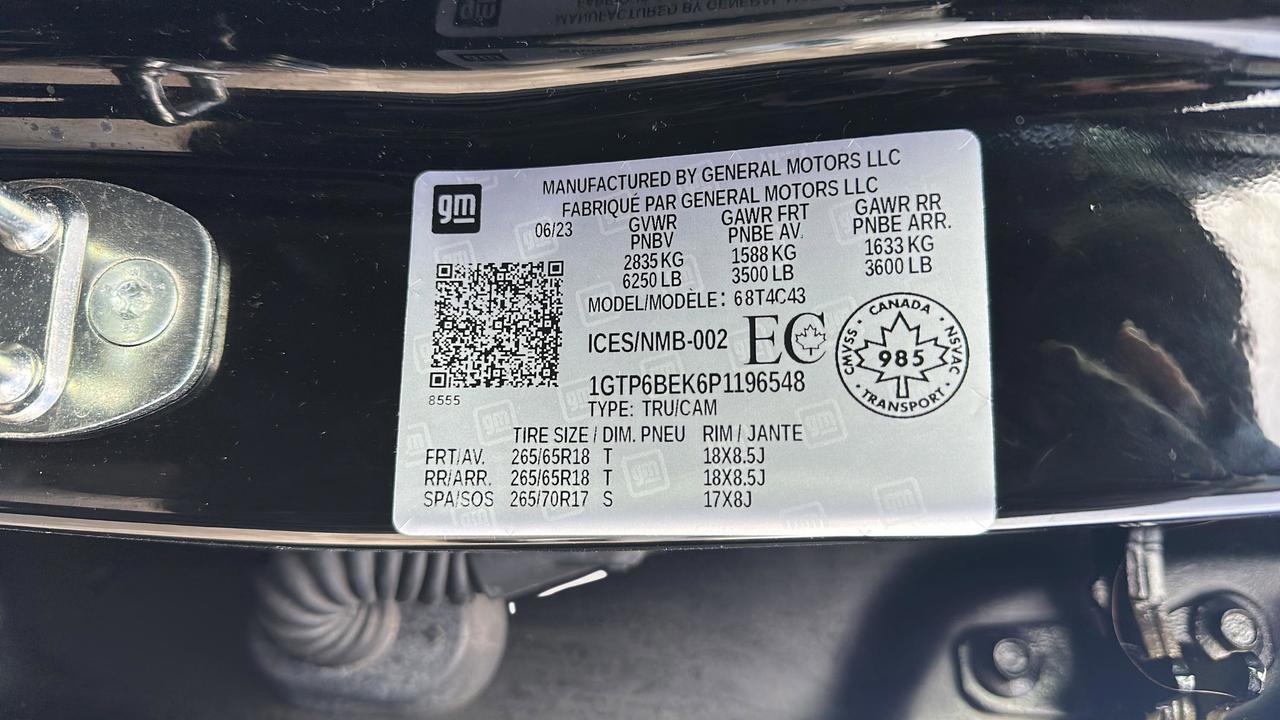 MANUFACTURED BY GENERAL MOTORS LLC
FABRIQUÉ PAR GENERAL MOTORS LLC
gm
06/23
GVWR GAWR FRT GAWR RR
PNBV PNBE AV. PNBE ARR.
2835 KG 1588 KG 1633 KG
6250 LB 3500 LB 3600 LB
MODEL/MODÈLE: 68T4C43
ICES/NMB-002 EC
CANADA
CMVSS 985 NSVAC
TRANSPORT
1GTP6BEK6P1196548
8555
TYPE: TRU/CAM
TIRE SIZE / DIM. PNEU RIM / JANTE
FRT/AV. 265/65R18 T 18X8.5J
RR/ARR. 265/65R18 T 18X8.5J
SPA/SOS 265/70R17 S 17X8J